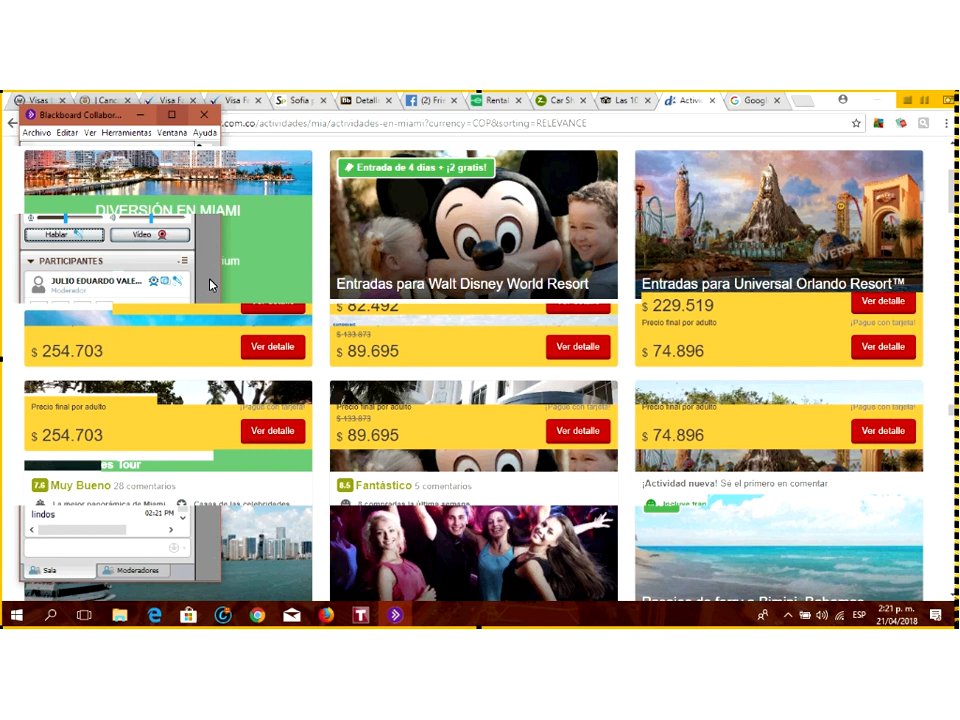 Visas
| Canc
Visa F
Visa F
Sofia
Detalle
(2) Fri
Rental
Car Sh
Las 10
Activi
Googl
Blackboard Collabor...
.com.co/actividades/mia/actividades-en-miami?currency=COP&sorting=RELEVANCE
Archivo Editar Ver Herramientas Ventana Ayuda
Entrada de 4 días + ¡2 gratis!
DIVERSIÓN EN MIAMI
Hablar Video
PARTICIPANTES
JULIO EDUARDO VALE...
Moderador
Entradas para Walt Disney World Resort
Entradas para Universal Orlando Resort™
$ 82.492
$ 229.519
Ver detalle
Precio final por adulto ¡Pague con tarjeta!
$ 254.703 Ver detalle
$ 133.873
$ 89.695 Ver detalle
$ 74.896 Ver detalle
Precio final por adulto ¡Pague con tarjeta!
$ 254.703 Ver detalle
Precio final por adulto ¡Pague con tarjeta!
$ 133.873
$ 89.695 Ver detalle
Precio final por adulto ¡Pague con tarjeta!
$ 74.896 Ver detalle
es Tour
7.6 Muy Bueno 28 comentarios
8.5 Fantástico 5 comentarios
¡Actividad nueva! Sé el primero en comentar
La mejor panorámica de Miami
Casas de las celebridades
lindos
02:21 PM
Sala Moderadores
Paseios de ferry a Bimini, Bahamas
ESP
2:21 p. m.
21/04/2018